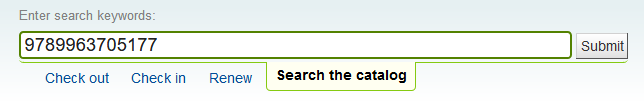 Enter search keywords:
9789963705177 Submit
Check out Check in Renew Search the catalog